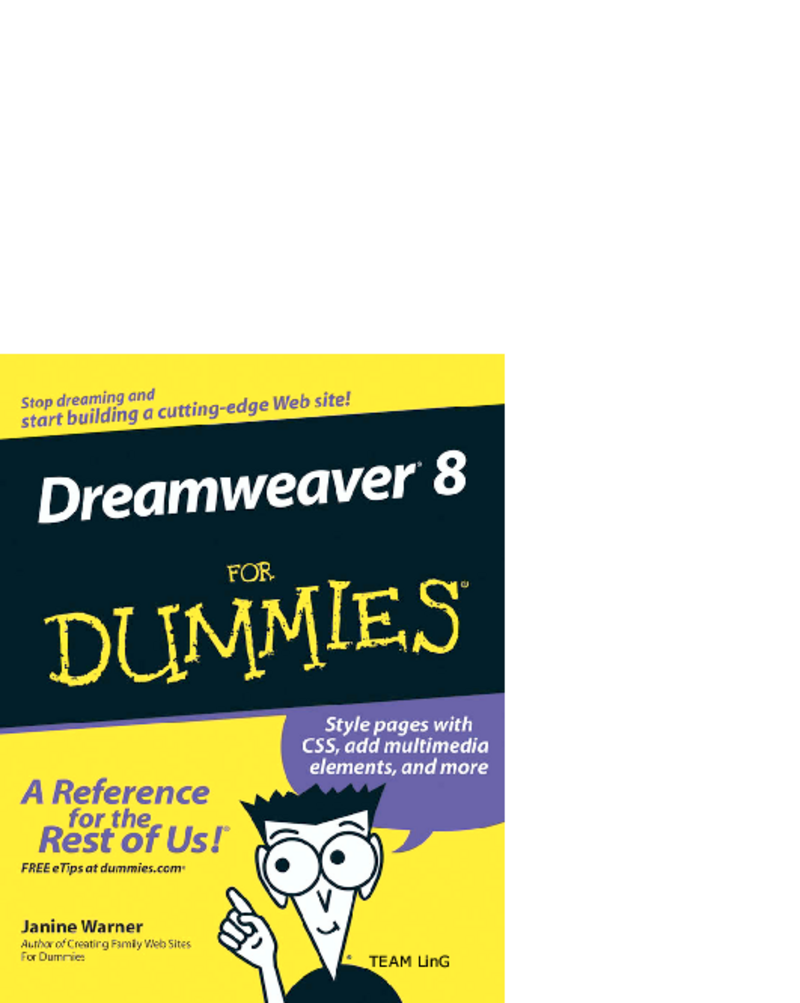 Stop dreaming and
start building a cutting-edge Web site!
Dreamweaver® 8
FOR
DUMMIES®
Style pages with
CSS, add multimedia
elements, and more
A Reference
for the
Rest of Us!®
FREE eTips at dummies.com®
Janine Warner
Author of Creating Family Web Sites
For Dummies
TEAM LinG